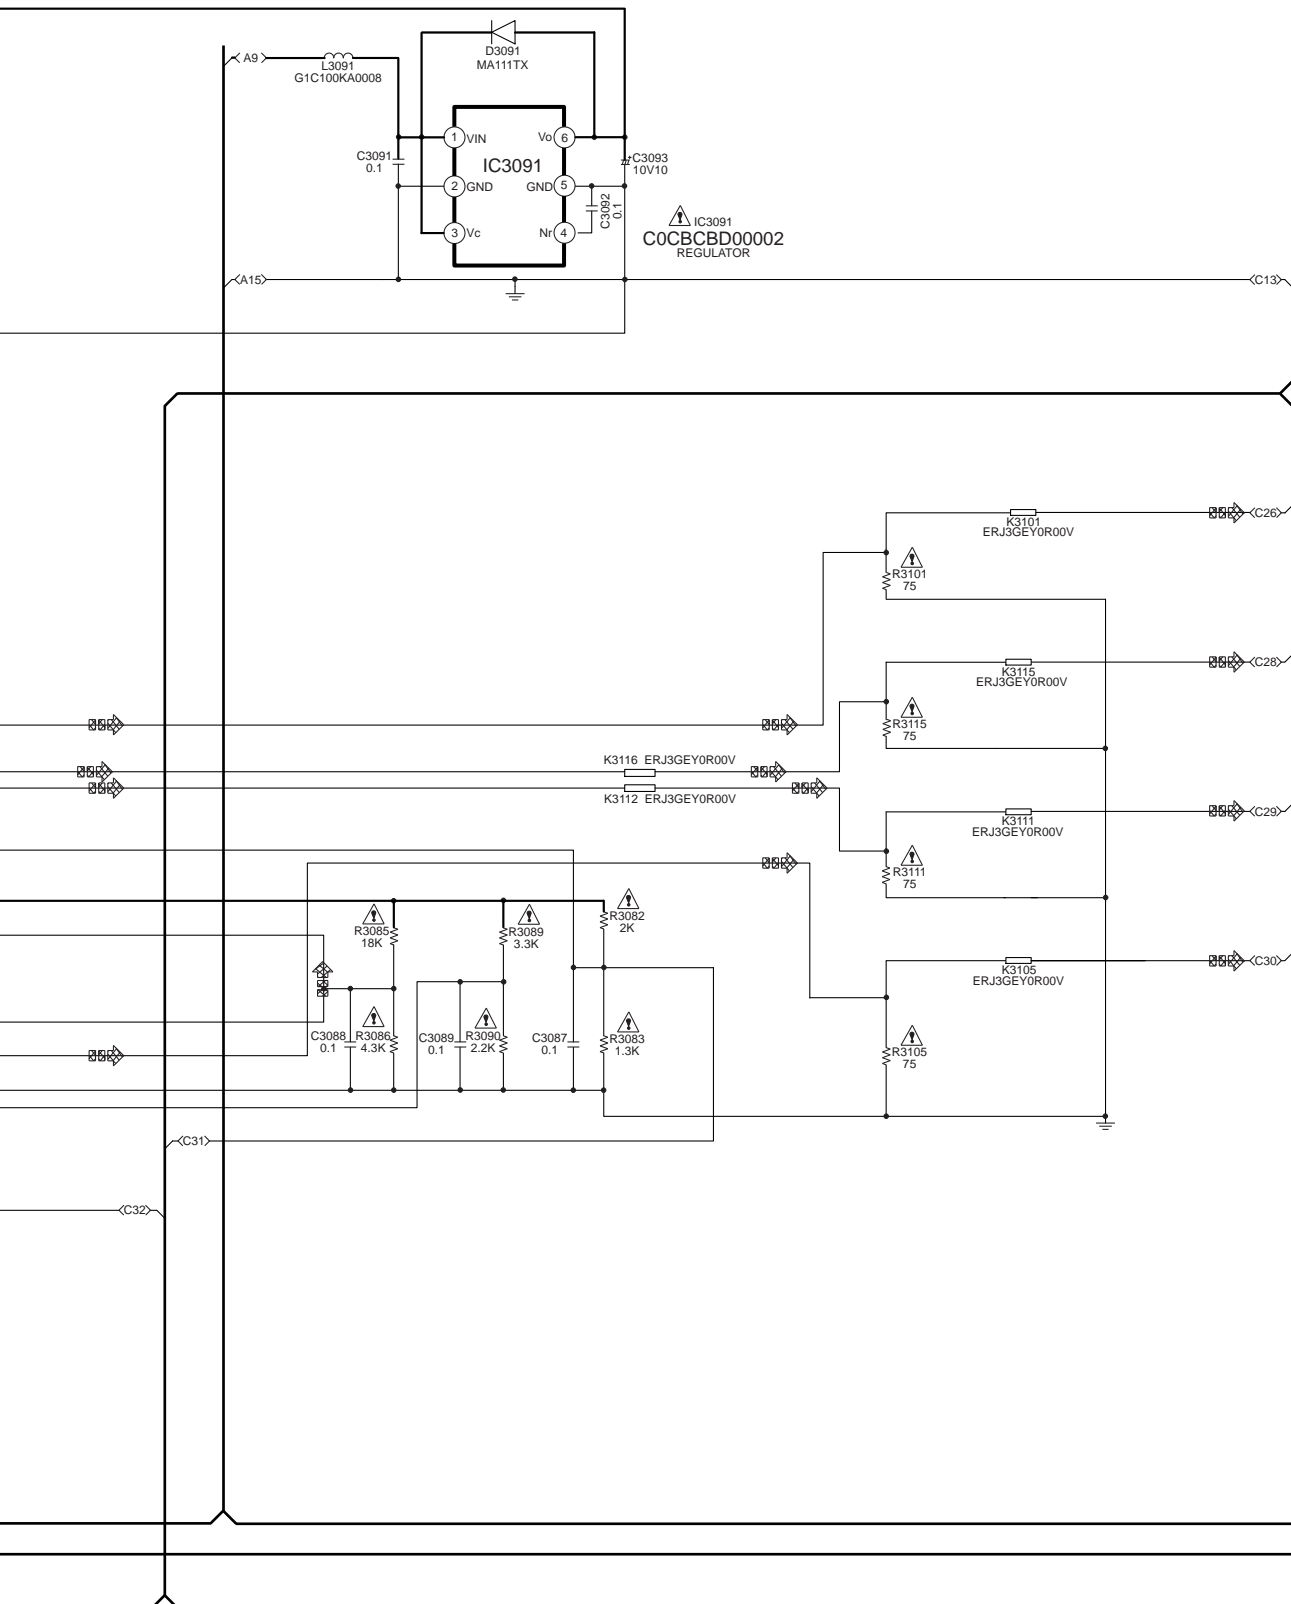 A9
L3091
G1C100KA0008
D3091
MA111TX
1 VIN
Vo 6
C3091
0.1
IC3091
C3093
10V10
2 GND
GND 5
C3092
0.1
3 Vc
Nr 4
IC3091
C0CBCBD00002
REGULATOR
A15
C13
K3101
ERJ3GEY0R00V
C26
R3101
75
K3115
ERJ3GEY0R00V
C28
R3115
75
K3116 ERJ3GEY0R00V
K3112 ERJ3GEY0R00V
K3111
ERJ3GEY0R00V
C29
R3111
75
R3085
18K
R3089
3.3K
R3082
2K
K3105
ERJ3GEY0R00V
C30
C3088
0.1
R3086
4.3K
C3089
0.1
R3090
2.2K
C3087
0.1
R3083
1.3K
R3105
75
C31
C32